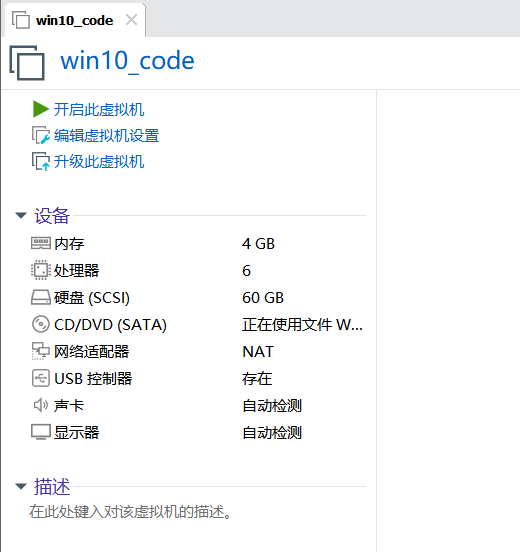 win10_code
win10_code
开启此虚拟机
编辑虚拟机设置
升级此虚拟机
设备
内存 4 GB
处理器 6
硬盘 (SCSI) 60 GB
CD/DVD (SATA) 正在使用文件 W...
网络适配器 NAT
USB 控制器 存在
声卡 自动检测
显示器 自动检测
描述
在此处键入对该虚拟机的描述。